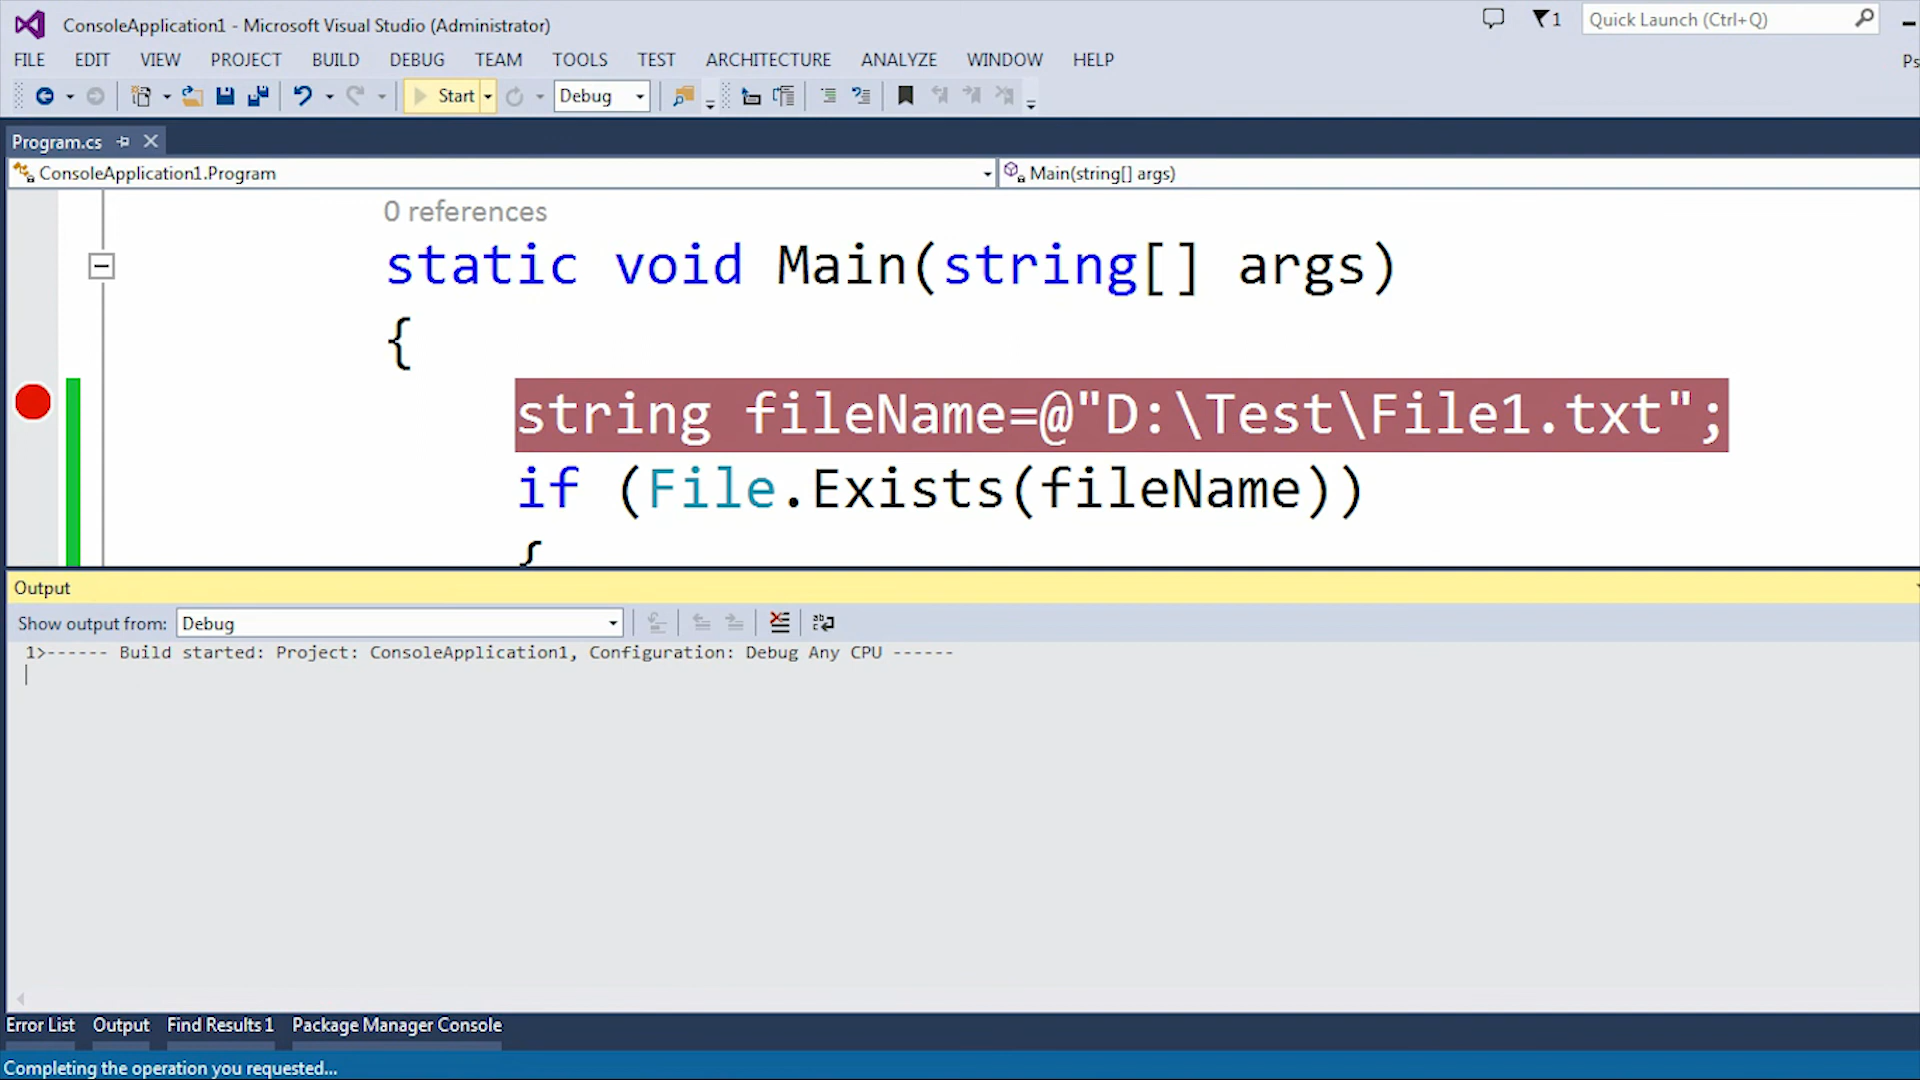 ConsoleApplication1 - Microsoft Visual Studio (Administrator)
1
Quick Launch (Ctrl+Q)
FILE EDIT VIEW PROJECT BUILD DEBUG TEAM TOOLS TEST ARCHITECTURE ANALYZE WINDOW HELP
Ps
Start Debug
Program.cs
ConsoleApplication1.Program Main(string[] args)
0 references
static void Main(string[] args)
{
string fileName=@"D:\Test\File1.txt";
if (File.Exists(fileName))
{
Output
Show output from: Debug
1>------ Build started: Project: ConsoleApplication1, Configuration: Debug Any CPU ------
Error List Output Find Results 1 Package Manager Console
Completing the operation you requested...